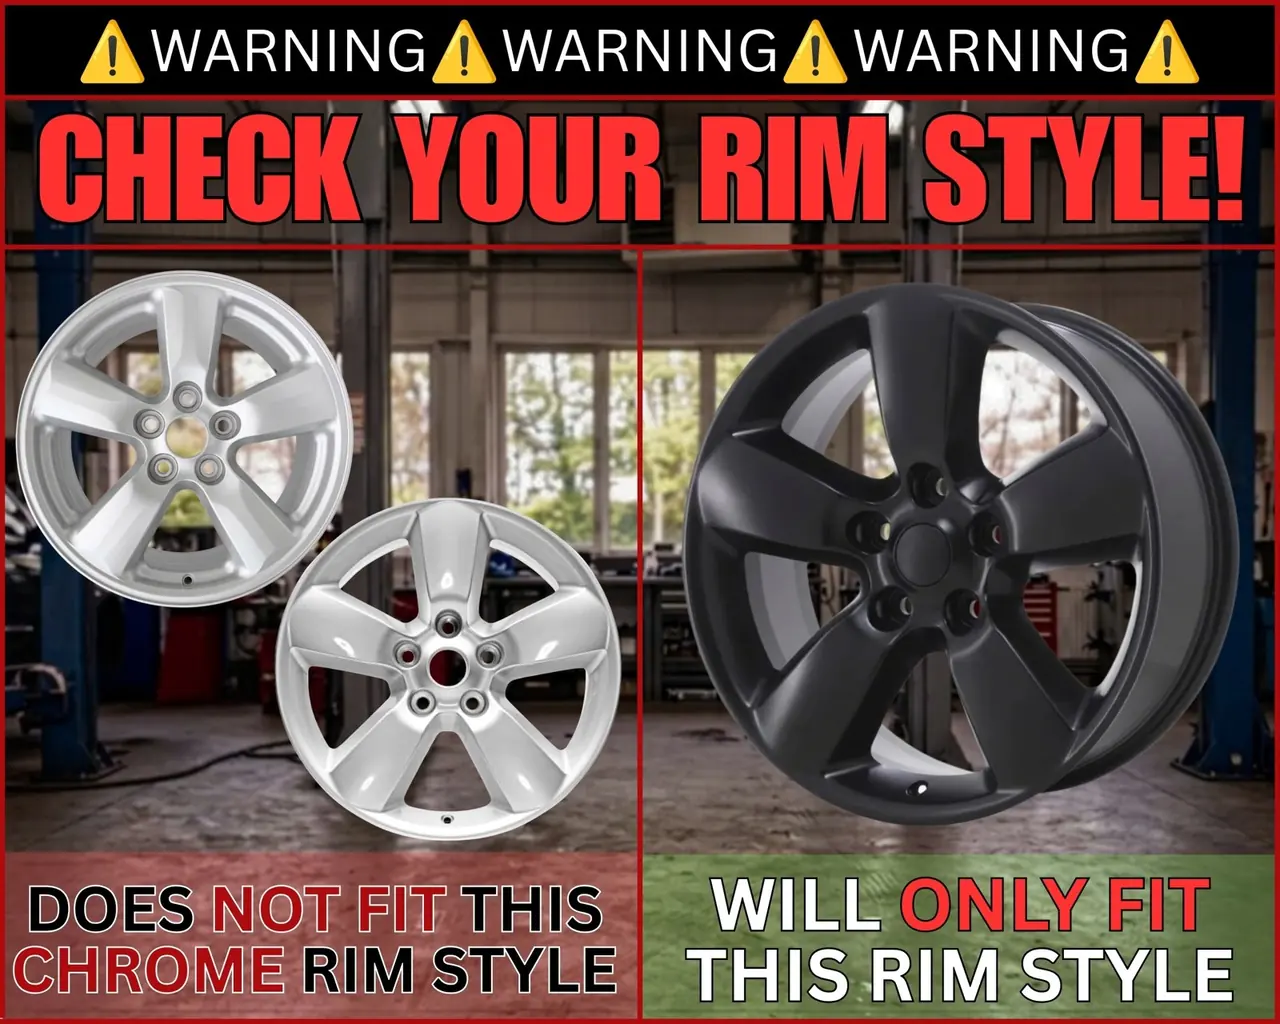 ⚠️WARNING⚠️WARNING⚠️WARNING⚠️
CHECK YOUR RIM STYLE!
DOES NOT FIT THIS
CHROME RIM STYLE
WILL ONLY FIT
THIS RIM STYLE